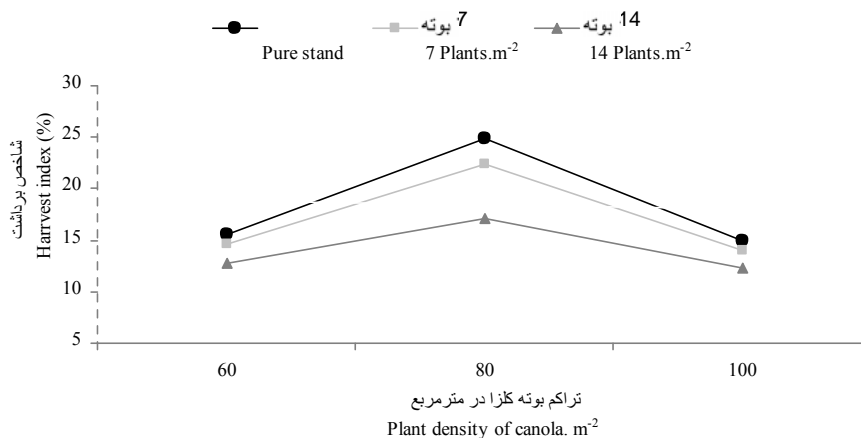 7 بوته
14 بوته
Pure stand
7 Plants.m-2
14 Plants.m-2
شاخص برداشت
Harrvest index (%)
30
25
20
15
10
5
60
80
100
تراکم بوته کلزا در مترمربع
Plant density of canola. m-2